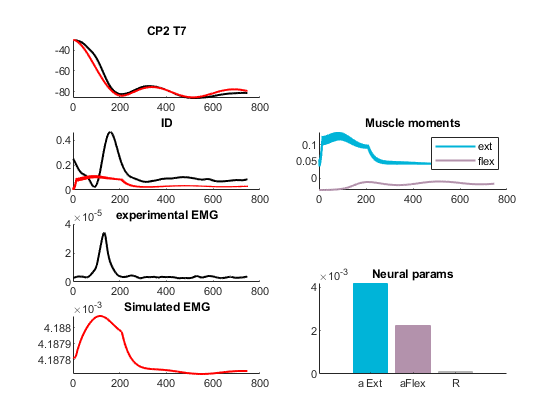 CP2 T7
-40
-60
-80
0 200 400 600 800
ID
0.4
0.2
0
0 200 400 600 800
×10-5 experimental EMG
4
2
0
0 200 400 600 800
×10-3 Simulated EMG
4.188
4.1879
4.1878
0 200 400 600 800
Muscle moments
0.1
0.05
0
ext
flex
0 200 400 600 800
×10-3 Neural params
4
2
0
a Ext aFlex R